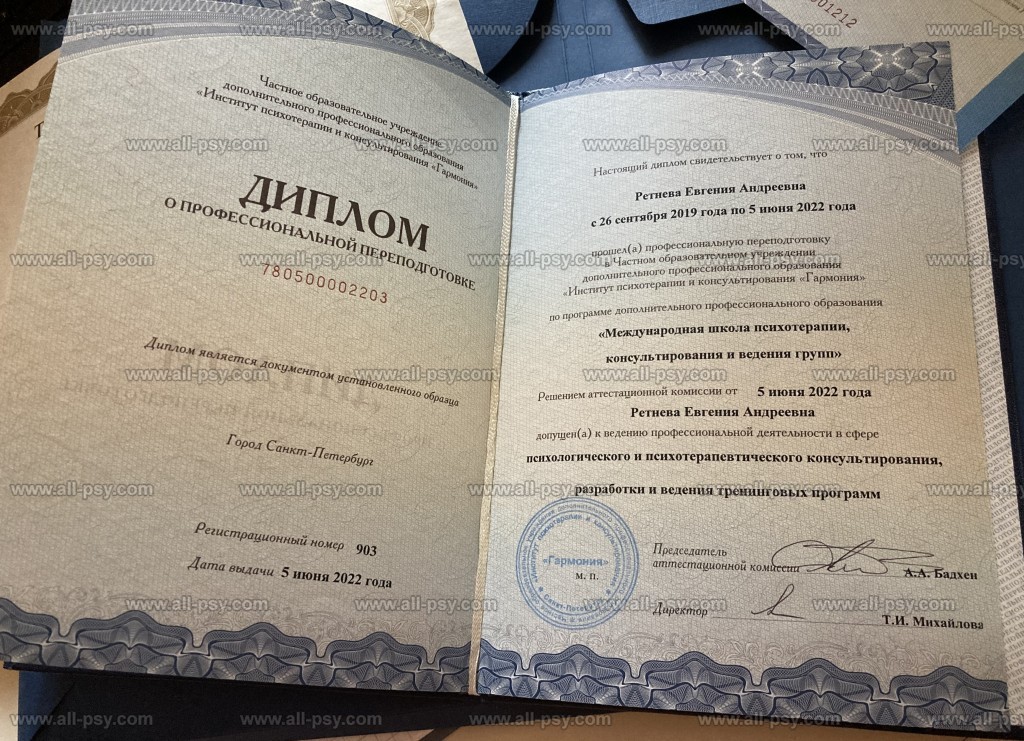 Частное образовательное учреждение
дополнительного профессионального образования
«Институт психотерапии и консультирования «Гармония»
ДИПЛОМ
О ПРОФЕССИОНАЛЬНОЙ ПЕРЕПОДГОТОВКЕ
780500002203
Диплом является документом установленного образца
Город Санкт-Петербург
Регистрационный номер 903
Дата выдачи 5 июня 2022 года
Настоящий диплом свидетельствует о том, что
Ретнева Евгения Андреевна
с 26 сентября 2019 года по 5 июня 2022 года
прошел(а) профессиональную переподготовку
в Частном образовательном учреждении
дополнительного профессионального образования
«Институт психотерапии и консультирования «Гармония»
по программе дополнительного профессионального образования
«Международная школа психотерапии,
консультирования и ведения групп»
Решением аттестационной комиссии от 5 июня 2022 года
Ретнева Евгения Андреевна
допущен(а) к ведению профессиональной деятельности в сфере
психологического и психотерапевтического консультирования,
разработки и ведения тренинговых программ
«Гармония»
м. п.
Санкт-Петербург
Председатель
аттестационной комиссии А.А. Бадхен
Директор Т.И. Михайлова
001212
www.all-psy.com